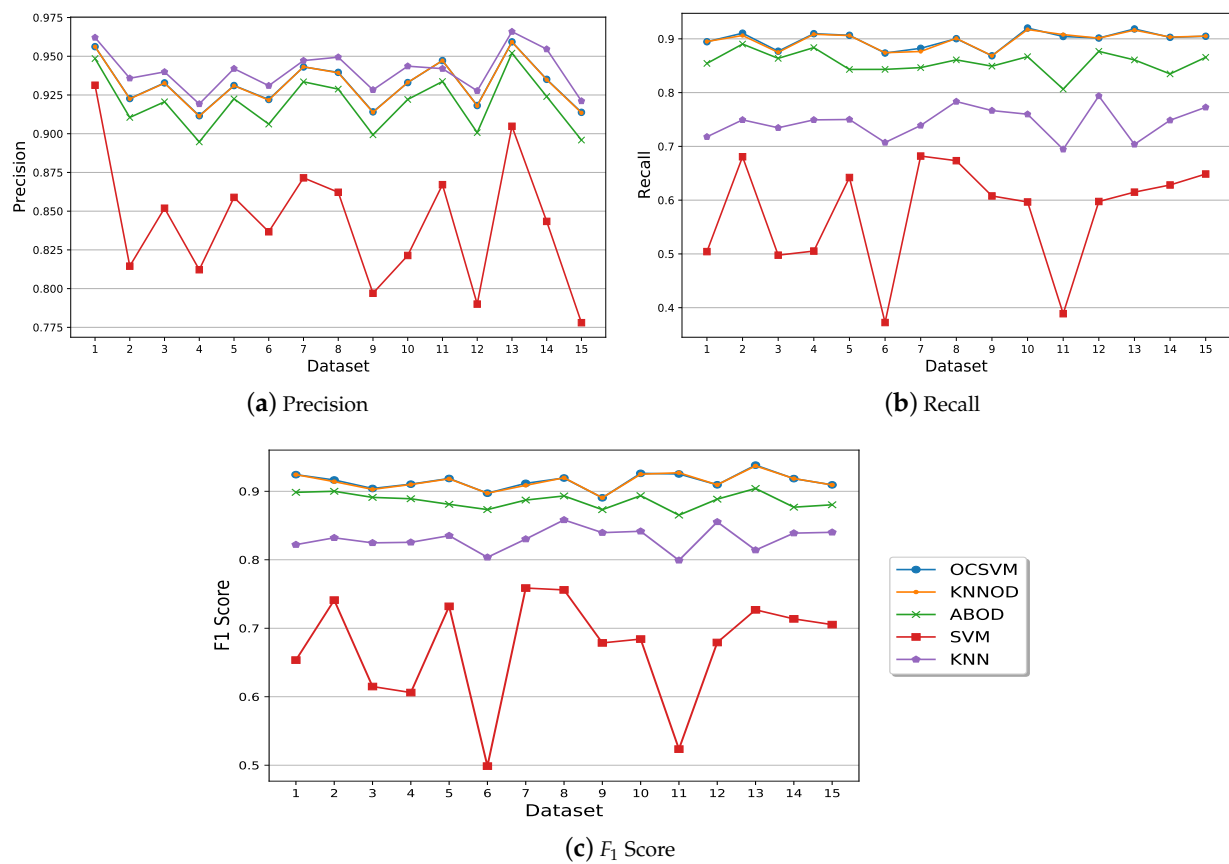 0.975
0.950
0.925
0.900
0.875
0.850
0.825
0.800
0.775
Precision
1 2 3 4 5 6 7 8 9 10 11 12 13 14 15
Dataset
(a) Precision
0.9
0.8
0.7
0.6
0.5
0.4
Recall
1 2 3 4 5 6 7 8 9 10 11 12 13 14 15
Dataset
(b) Recall
0.9
0.8
0.7
0.6
0.5
F1 Score
1 2 3 4 5 6 7 8 9 10 11 12 13 14 15
Dataset
OCSVM
KNNOD
ABOD
SVM
KNN
(c) F1 Score